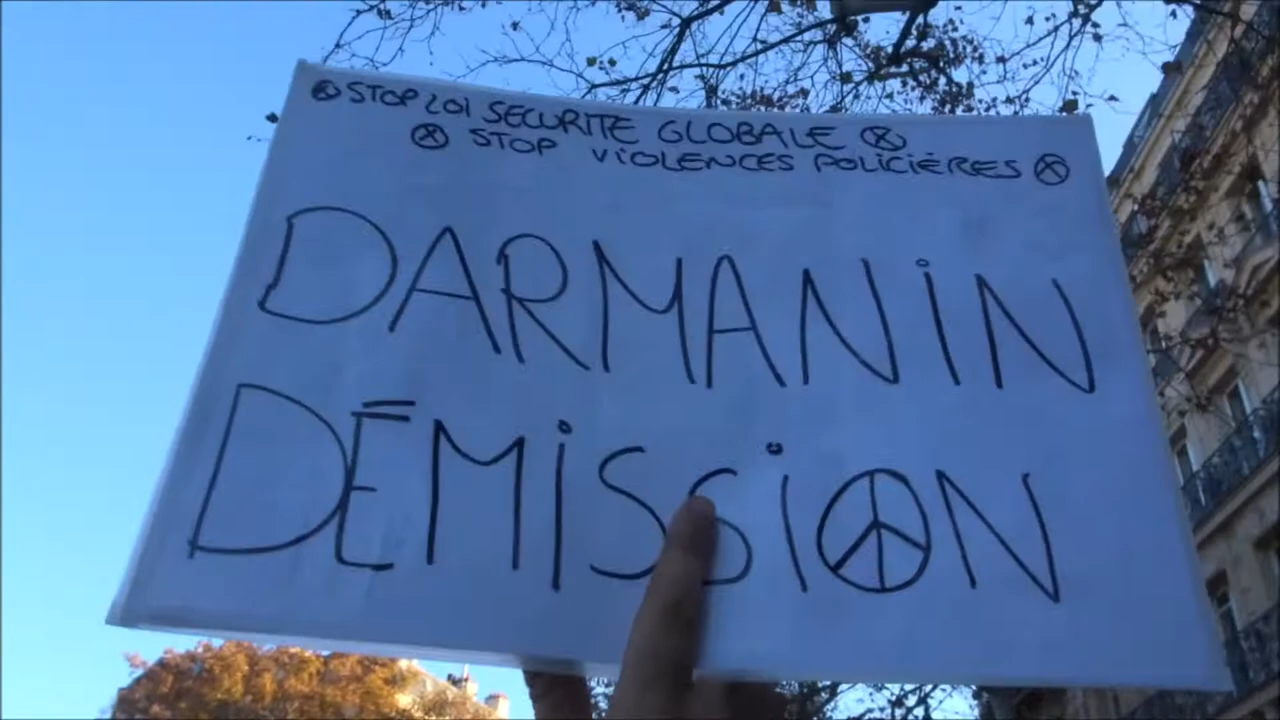 STOP LOI SECURITE GLOBALE
STOP VIOLENCES POLICIÈRES
DARMANIN
DÉMISSION